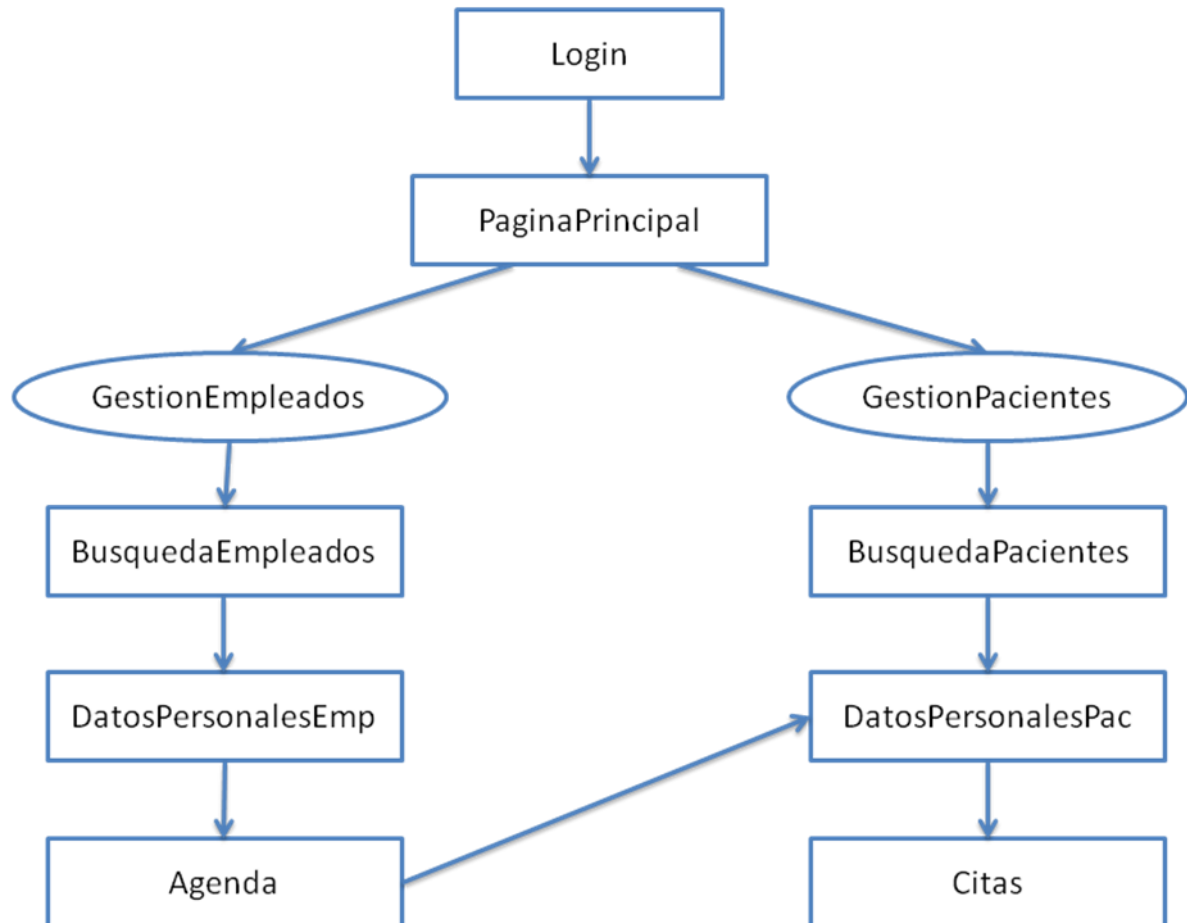 Login
PaginaPrincipal
GestionEmpleados
GestionPacientes
BusquedaEmpleados
BusquedaPacientes
DatosPersonalesEmp
DatosPersonalesPac
Agenda
Citas